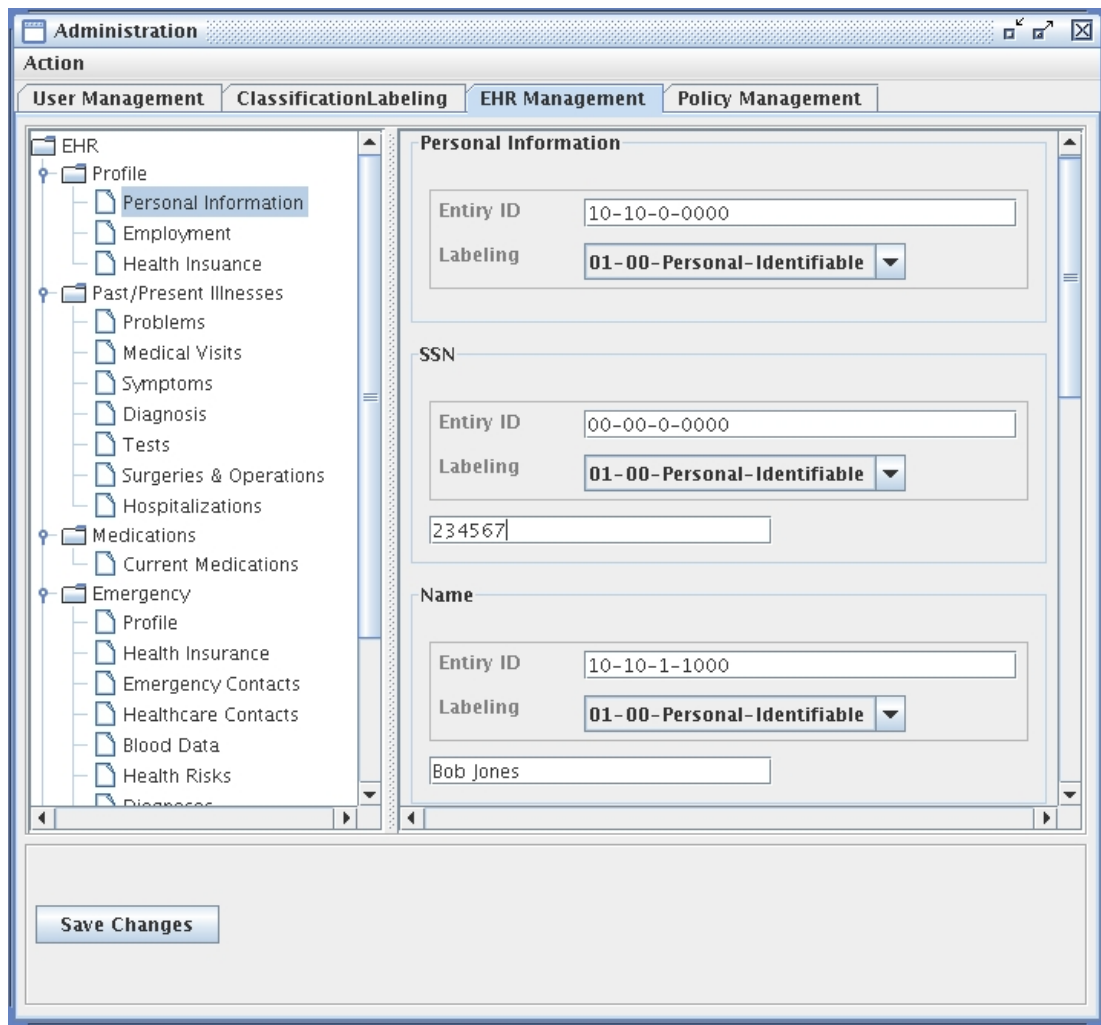 Administration
Action
User Management ClassificationLabeling EHR Management Policy Management
EHR
Profile
Personal Information
Employment
Health Insuance
Past/Present Illnesses
Problems
Medical Visits
Symptoms
Diagnosis
Tests
Surgeries & Operations
Hospitalizations
Medications
Current Medications
Emergency
Profile
Health Insurance
Emergency Contacts
Healthcare Contacts
Blood Data
Health Risks
Diagnoses
Personal Information
Entiry ID 10-10-0-0000
Labeling 01-00-Personal-Identifiable
SSN
Entiry ID 00-00-0-0000
Labeling 01-00-Personal-Identifiable
234567
Name
Entiry ID 10-10-1-1000
Labeling 01-00-Personal-Identifiable
Bob Jones
Save Changes